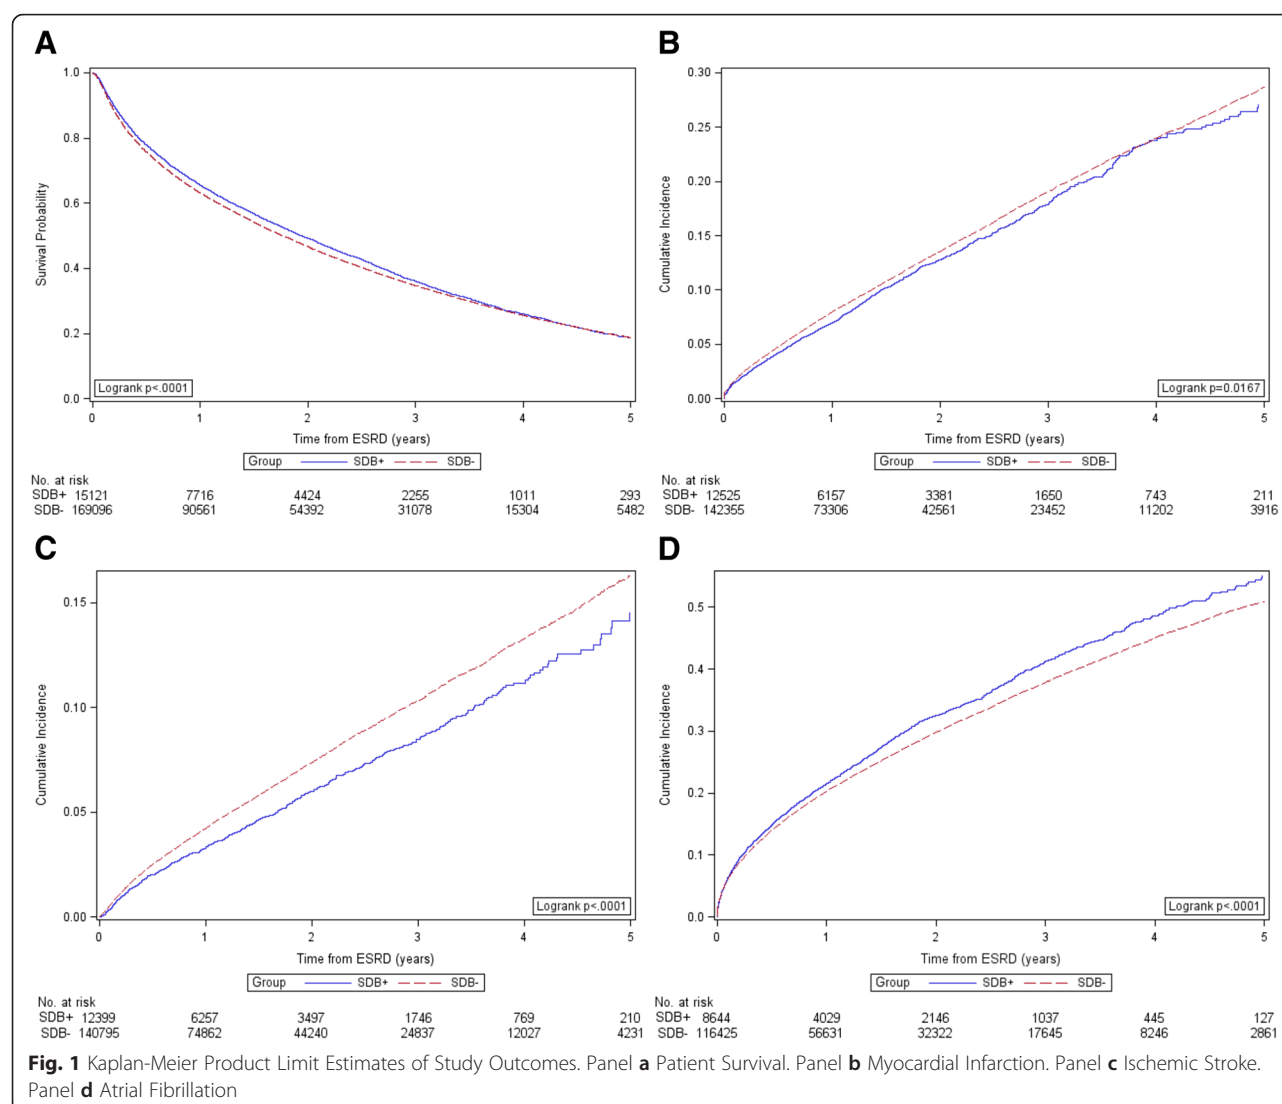 A
1.0
0.8
0.6
0.4
0.2
0.0
Survival Probability
Logrank p<.0001
0 1 2 3 4 5
Time from ESRD (years)
Group SDB+ SDB-
No. at risk
SDB+ 15121 7716 4424 2255 1011 293
SDB- 169096 90561 54392 31078 15304 5482
B
0.30
0.25
0.20
0.15
0.10
0.05
0.00
Cumulative Incidence
Logrank p=0.0167
0 1 2 3 4 5
Time from ESRD (years)
Group SDB+ SDB-
No. at risk
SDB+ 12525 6157 3381 1650 743 211
SDB- 142355 73306 42561 23452 11202 3916
C
0.15
0.10
0.05
0.00
Cumulative Incidence
Logrank p<.0001
0 1 2 3 4 5
Time from ESRD (years)
Group SDB+ SDB-
No. at risk
SDB+ 12399 6257 3497 1746 769 210
SDB- 140795 74862 44240 24837 12027 4231
D
0.5
0.4
0.3
0.2
0.1
0.0
Cumulative Incidence
Logrank p<.0001
0 1 2 3 4 5
Time from ESRD (years)
Group SDB+ SDB-
No. at risk
SDB+ 8644 4029 2146 1037 445 127
SDB- 116425 56631 32322 17645 8246 2861
Fig. 1 Kaplan-Meier Product Limit Estimates of Study Outcomes. Panel a Patient Survival. Panel b Myocardial Infarction. Panel c Ischemic Stroke.
Panel d Atrial Fibrillation